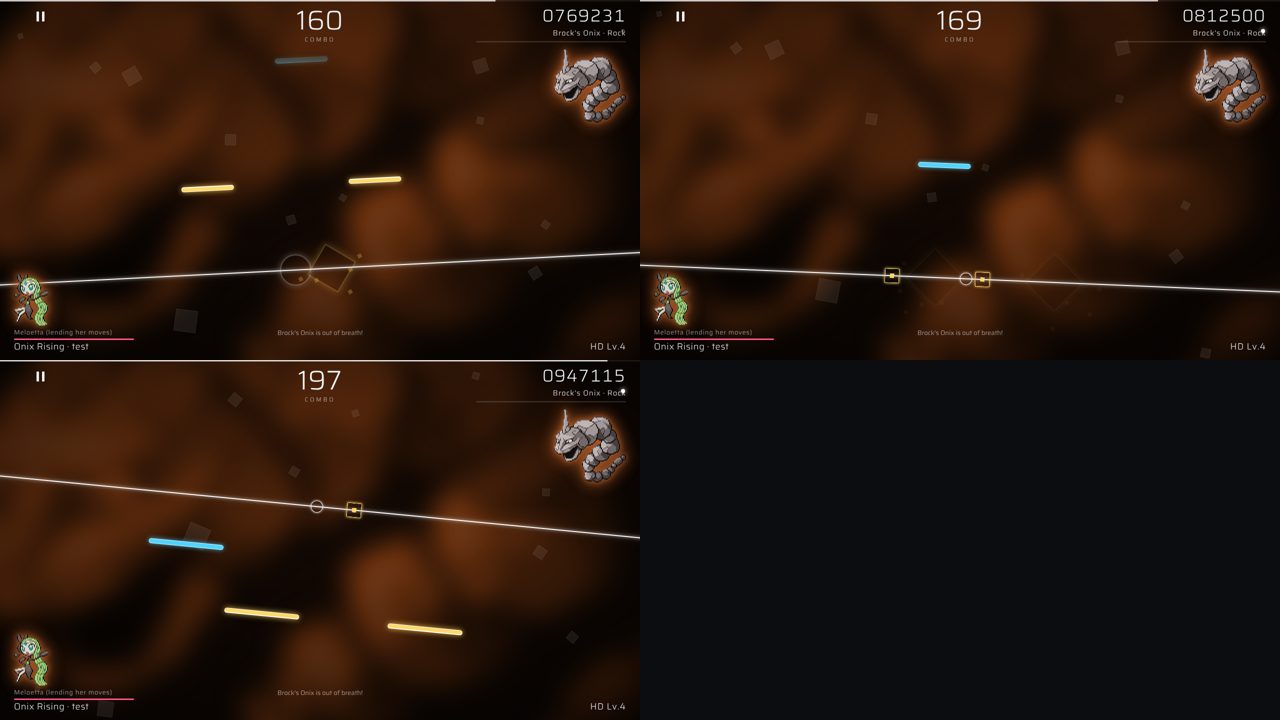 160
COMBO
0769231
Brock's Onix · Rock
Meloetta (lending her moves)
Onix Rising · test
Brock's Onix is out of breath!
HD Lv.4
169
COMBO
0812500
Brock's Onix · Rock
Meloetta (lending her moves)
Onix Rising · test
Brock's Onix is out of breath!
HD Lv.4
197
COMBO
0947115
Brock's Onix · Rock
Meloetta (lending her moves)
Onix Rising · test
Brock's Onix is out of breath!
HD Lv.4